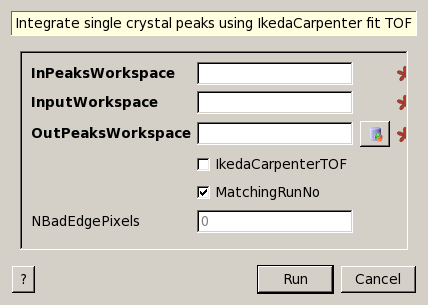 Integrate single crystal peaks using IkedaCarpenter fit TOF
InPeaksWorkspace
InputWorkspace
OutPeaksWorkspace
IkedaCarpenterTOF
MatchingRunNo
NBadEdgePixels 0
? Run Cancel